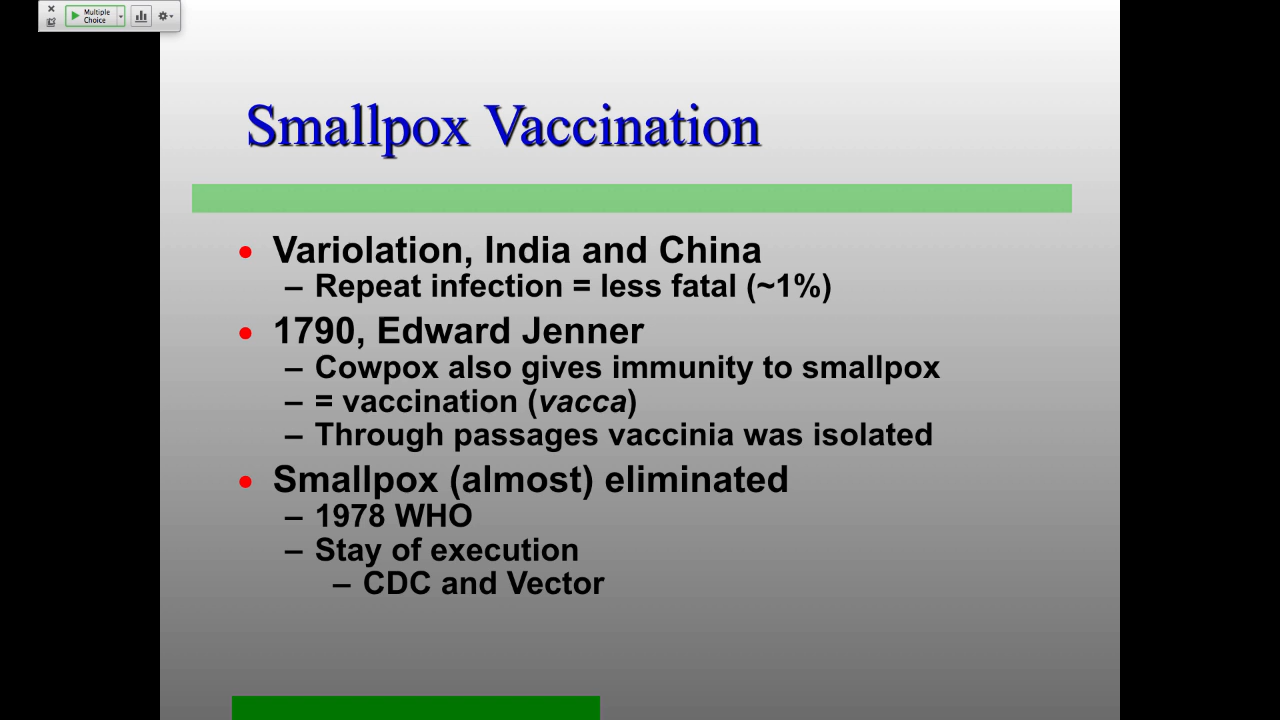 Multiple
Choice
Smallpox Vaccination
• Variolation, India and China
– Repeat infection = less fatal (~1%)
• 1790, Edward Jenner
– Cowpox also gives immunity to smallpox
– = vaccination (vacca)
– Through passages vaccinia was isolated
• Smallpox (almost) eliminated
– 1978 WHO
– Stay of execution
– CDC and Vector